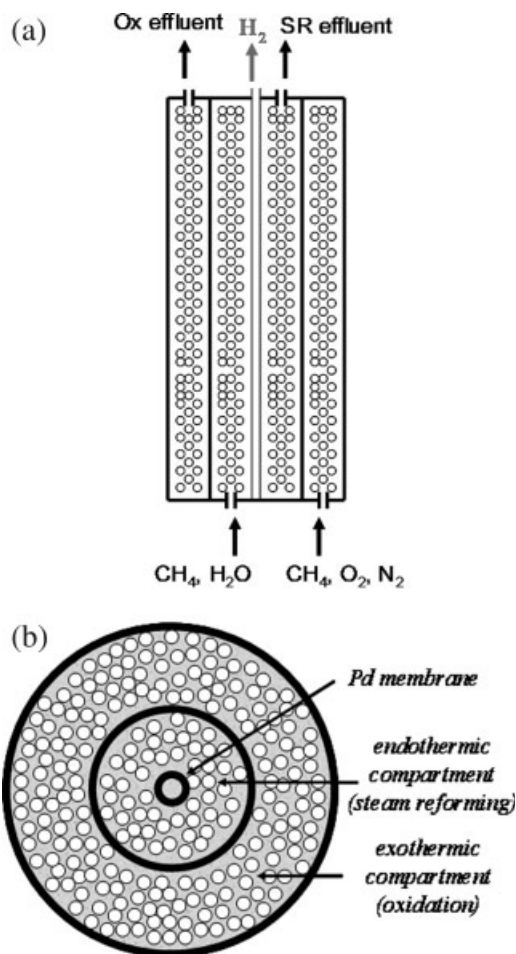 (a)
Ox effluent H2 SR effluent
CH4, H2O CH4, O2, N2
(b)
Pd membrane
endothermic
compartment
(steam reforming)
exothermic
compartment
(oxidation)